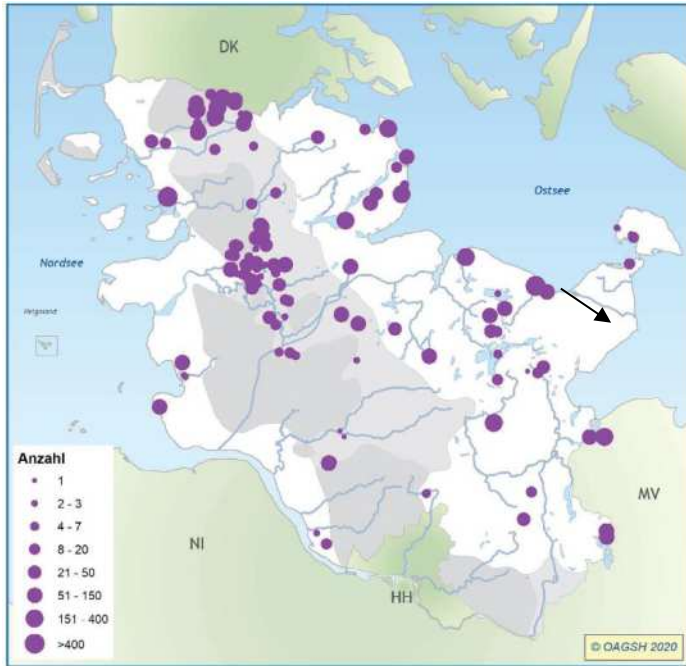 DK
Ostsee
Nordsee
Helgoland
Anzahl
1
2 - 3
4 - 7
8 - 20
21 - 50
51 - 150
151 - 400
>400
NI
HH
MV
© OAGSH 2020